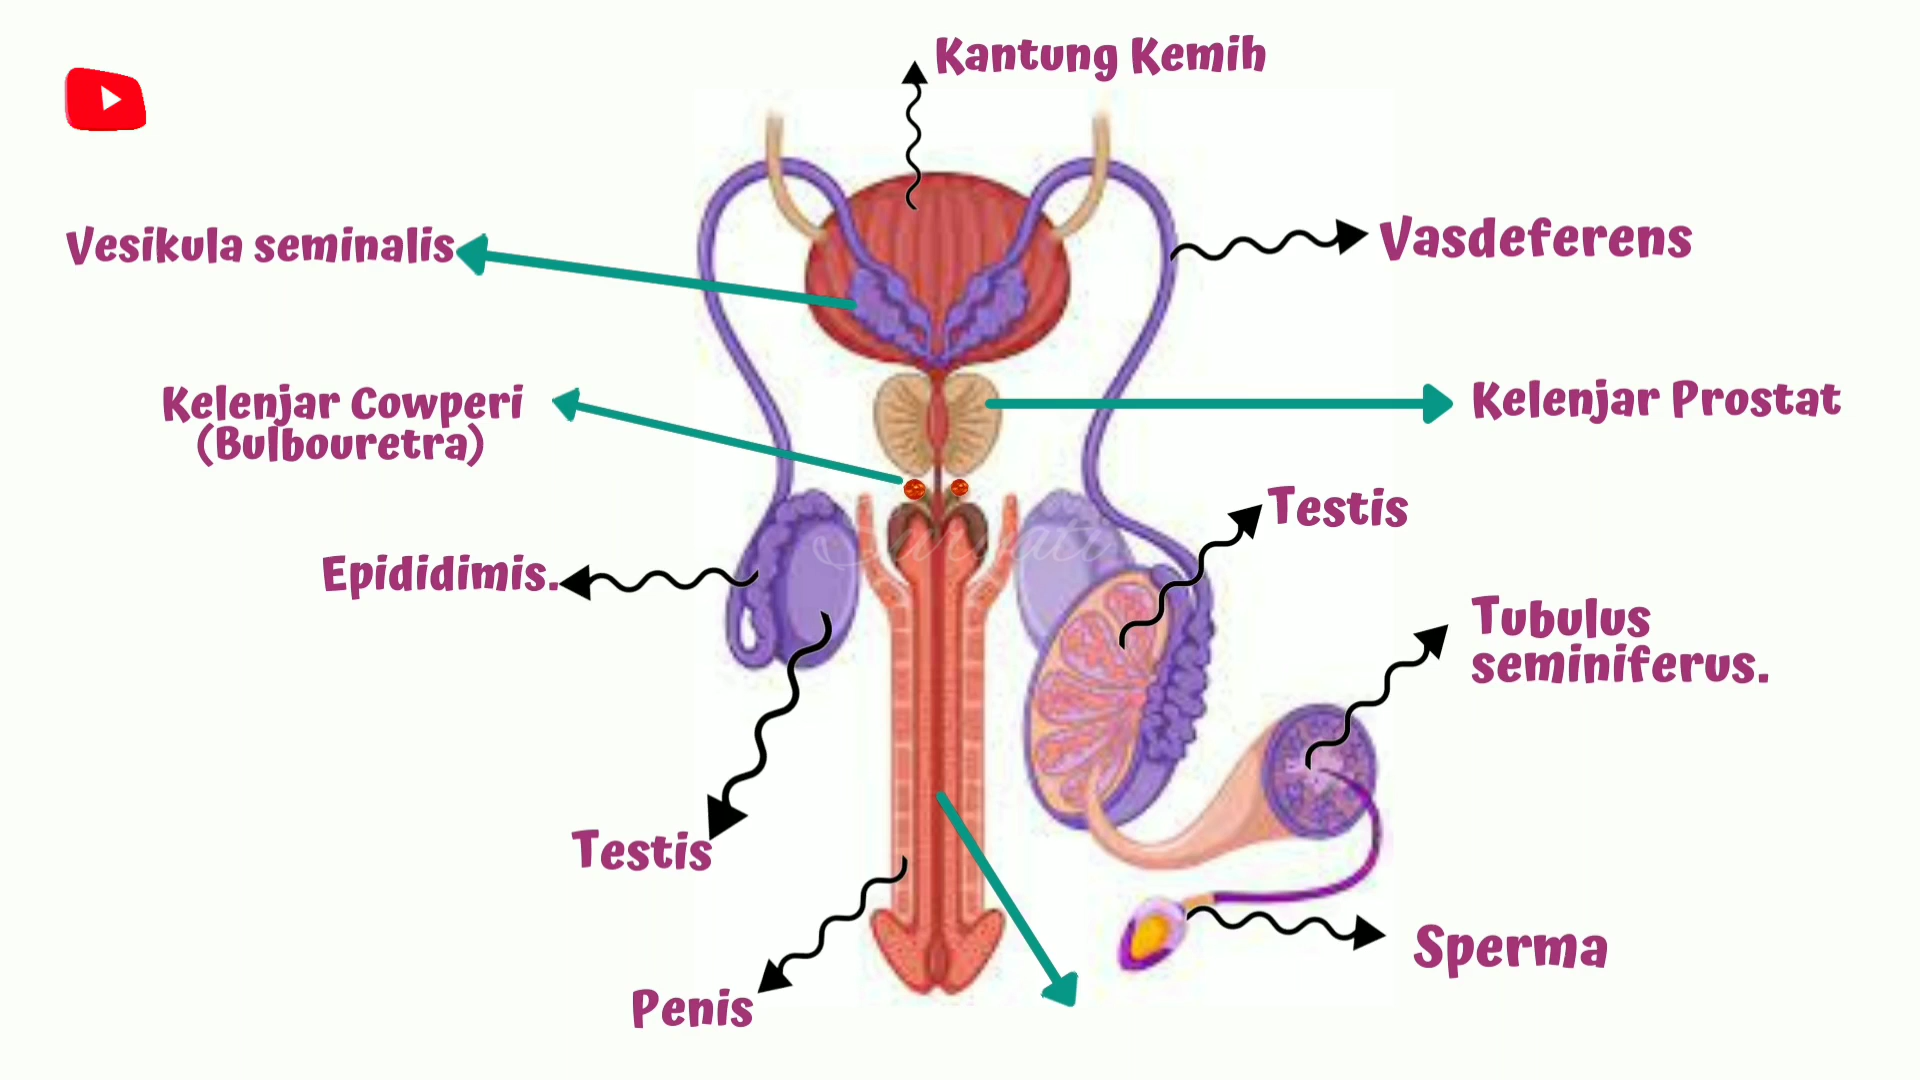 Kantung Kemih
Vesikula seminalis
Vasdeferens
Kelenjar Cowperi
(Bulbouretra)
Kelenjar Prostat
Testis
Epididimis.
Tubulus
seminiferus.
Testis
Sperma
Penis